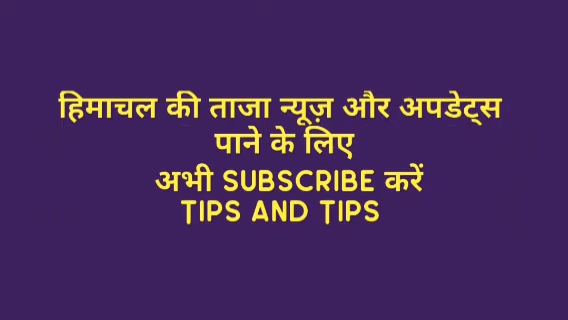 हिमाचल की ताजा न्यूज़ और अपडेट्स
पाने के लिए
अभी SUBSCRIBE करें
TIPS AND TIPS